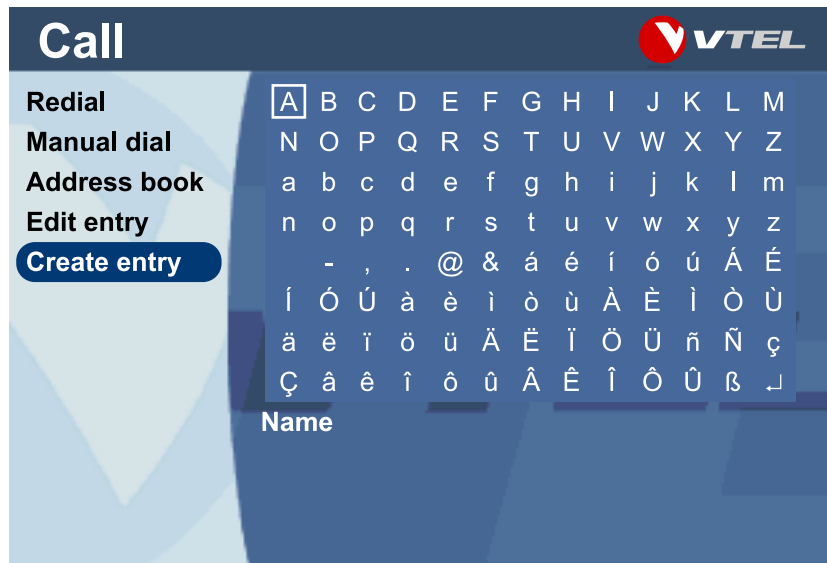 Call
VTEL
Redial
Manual dial
Address book
Edit entry
Create entry
A B C D E F G H I J K L M
N O P Q R S T U V W X Y Z
a b c d e f g h i j k l m
n o p q r s t u v w x y z
- , . @ & á é í ó ú Á É
Í Ó Ú à è ì ò ù À È Ì Ò Ù
ä ë ï ö ü Ä Ë Ï Ö Ü ñ Ñ ç
Ç â ê î ô û Â Ê Î Ô Û ß ↵
Name